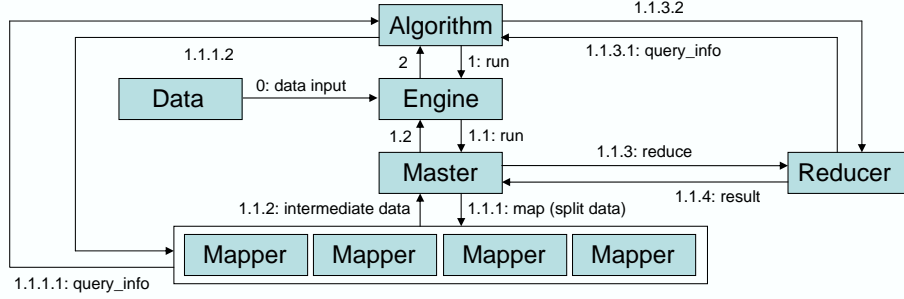 Algorithm
1.1.3.2
1.1.1.2
2
1: run
1.1.3.1: query_info
0: data input
Data
Engine
1.2
1.1: run
Master
1.1.3: reduce
Reducer
1.1.4: result
1.1.2: intermediate data
1.1.1: map (split data)
Mapper
Mapper
Mapper
Mapper
1.1.1.1: query_info